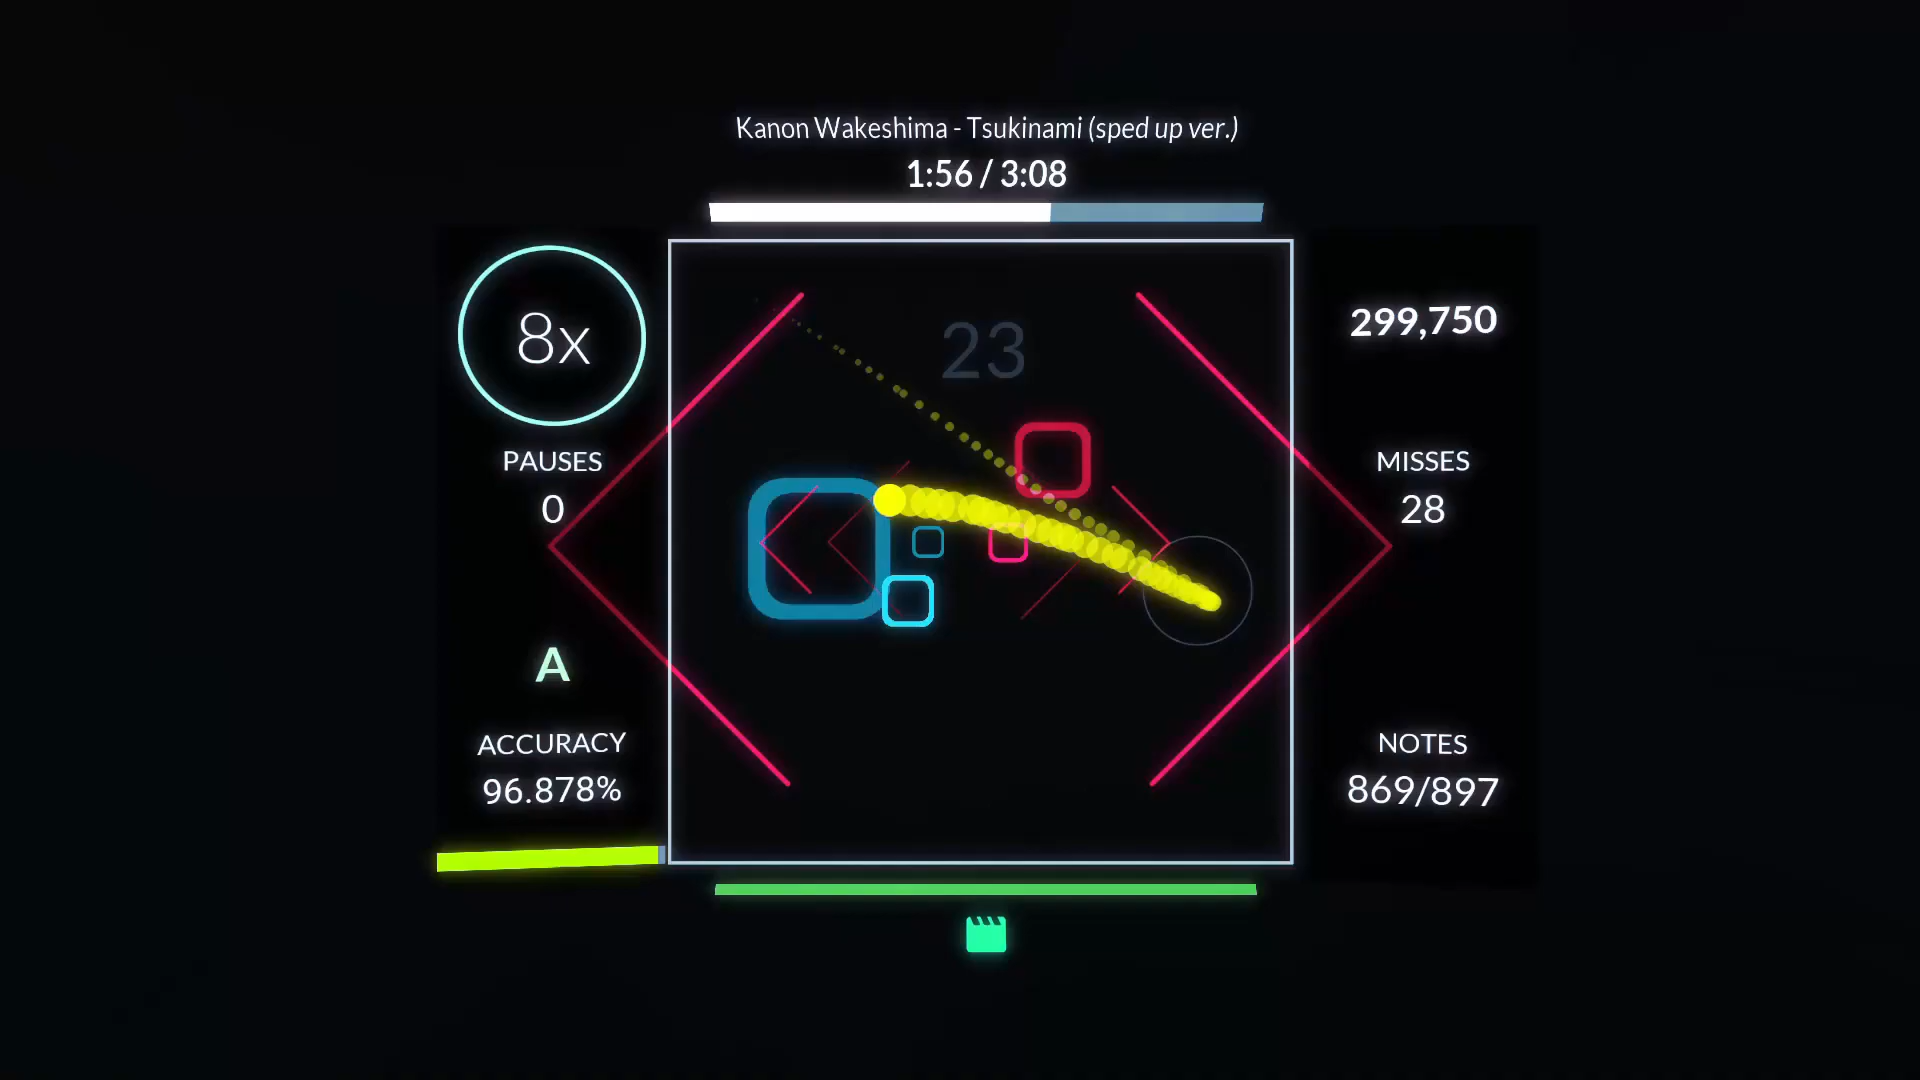 Kanon Wakeshima - Tsukinami (sped up ver.)
1:56 / 3:08
8x
23
299,750
PAUSES
0
MISSES
28
A
ACCURACY
96.878%
NOTES
869/897